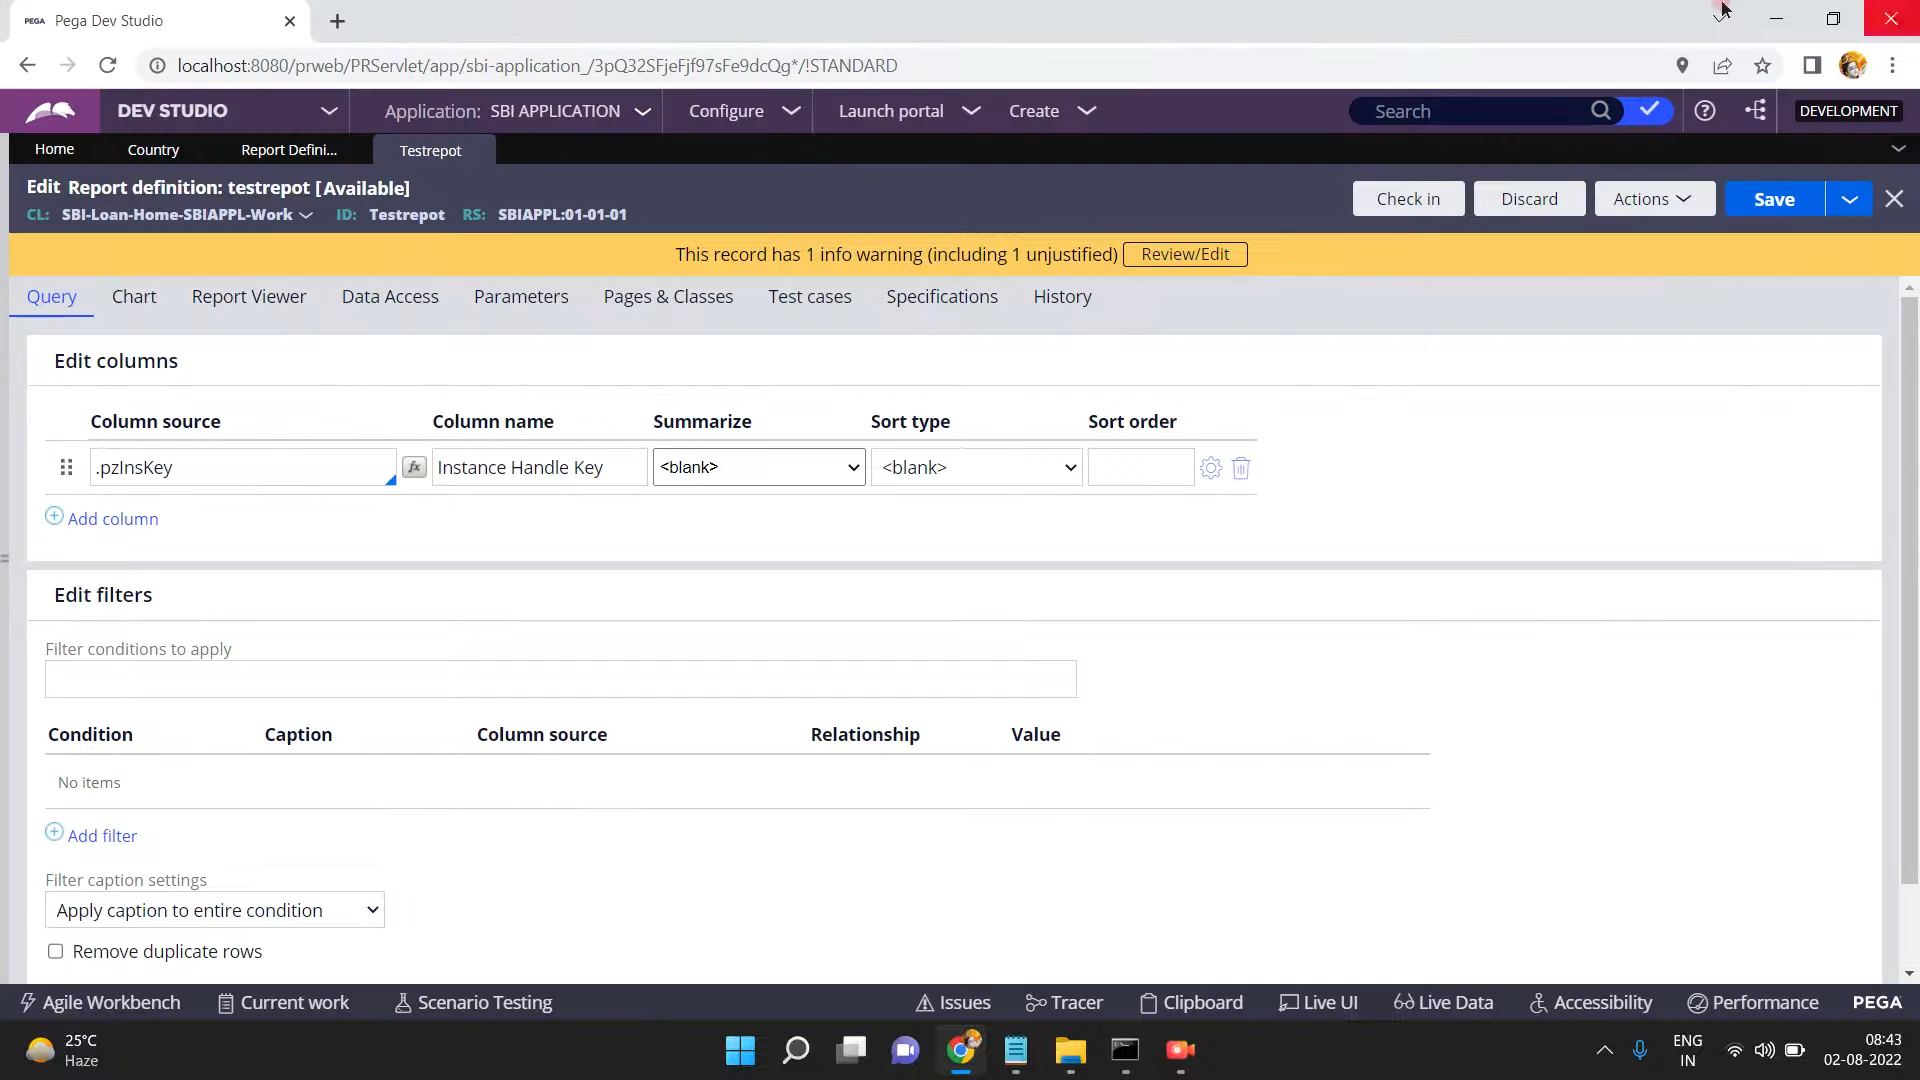 PEGA Pega Dev Studio
localhost:8080/prweb/PRServlet/app/sbi-application_/3pQ32SFjeFjf97sFe9dcQg*/!STANDARD
DEV STUDIO Application: SBI APPLICATION Configure Launch portal Create Search DEVELOPMENT
Home Country Report Defini... Testrepot
Edit Report definition: testrepot [Available]
CL: SBI-Loan-Home-SBIAPPL-Work ID: Testrepot RS: SBIAPPL:01-01-01
Check in Discard Actions Save
This record has 1 info warning (including 1 unjustified) Review/Edit
Query Chart Report Viewer Data Access Parameters Pages & Classes Test cases Specifications History
Edit columns
Column source Column name Summarize Sort type Sort order
.pzInsKey fx Instance Handle Key <blank> <blank>
Add column
Edit filters
Filter conditions to apply
Condition Caption Column source Relationship Value
No items
Add filter
Filter caption settings
Apply caption to entire condition
Remove duplicate rows
Agile Workbench Current work Scenario Testing Issues Tracer Clipboard Live UI Live Data Accessibility Performance PEGA
25°C
Haze
ENG
IN
08:43
02-08-2022